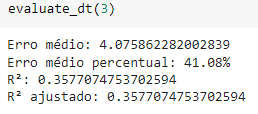 evaluate_dt(3)
Erro médio: 4.075862282002839
Erro médio percentual: 41.08%
R²: 0.3577074753702594
R² ajustado: 0.3577074753702594